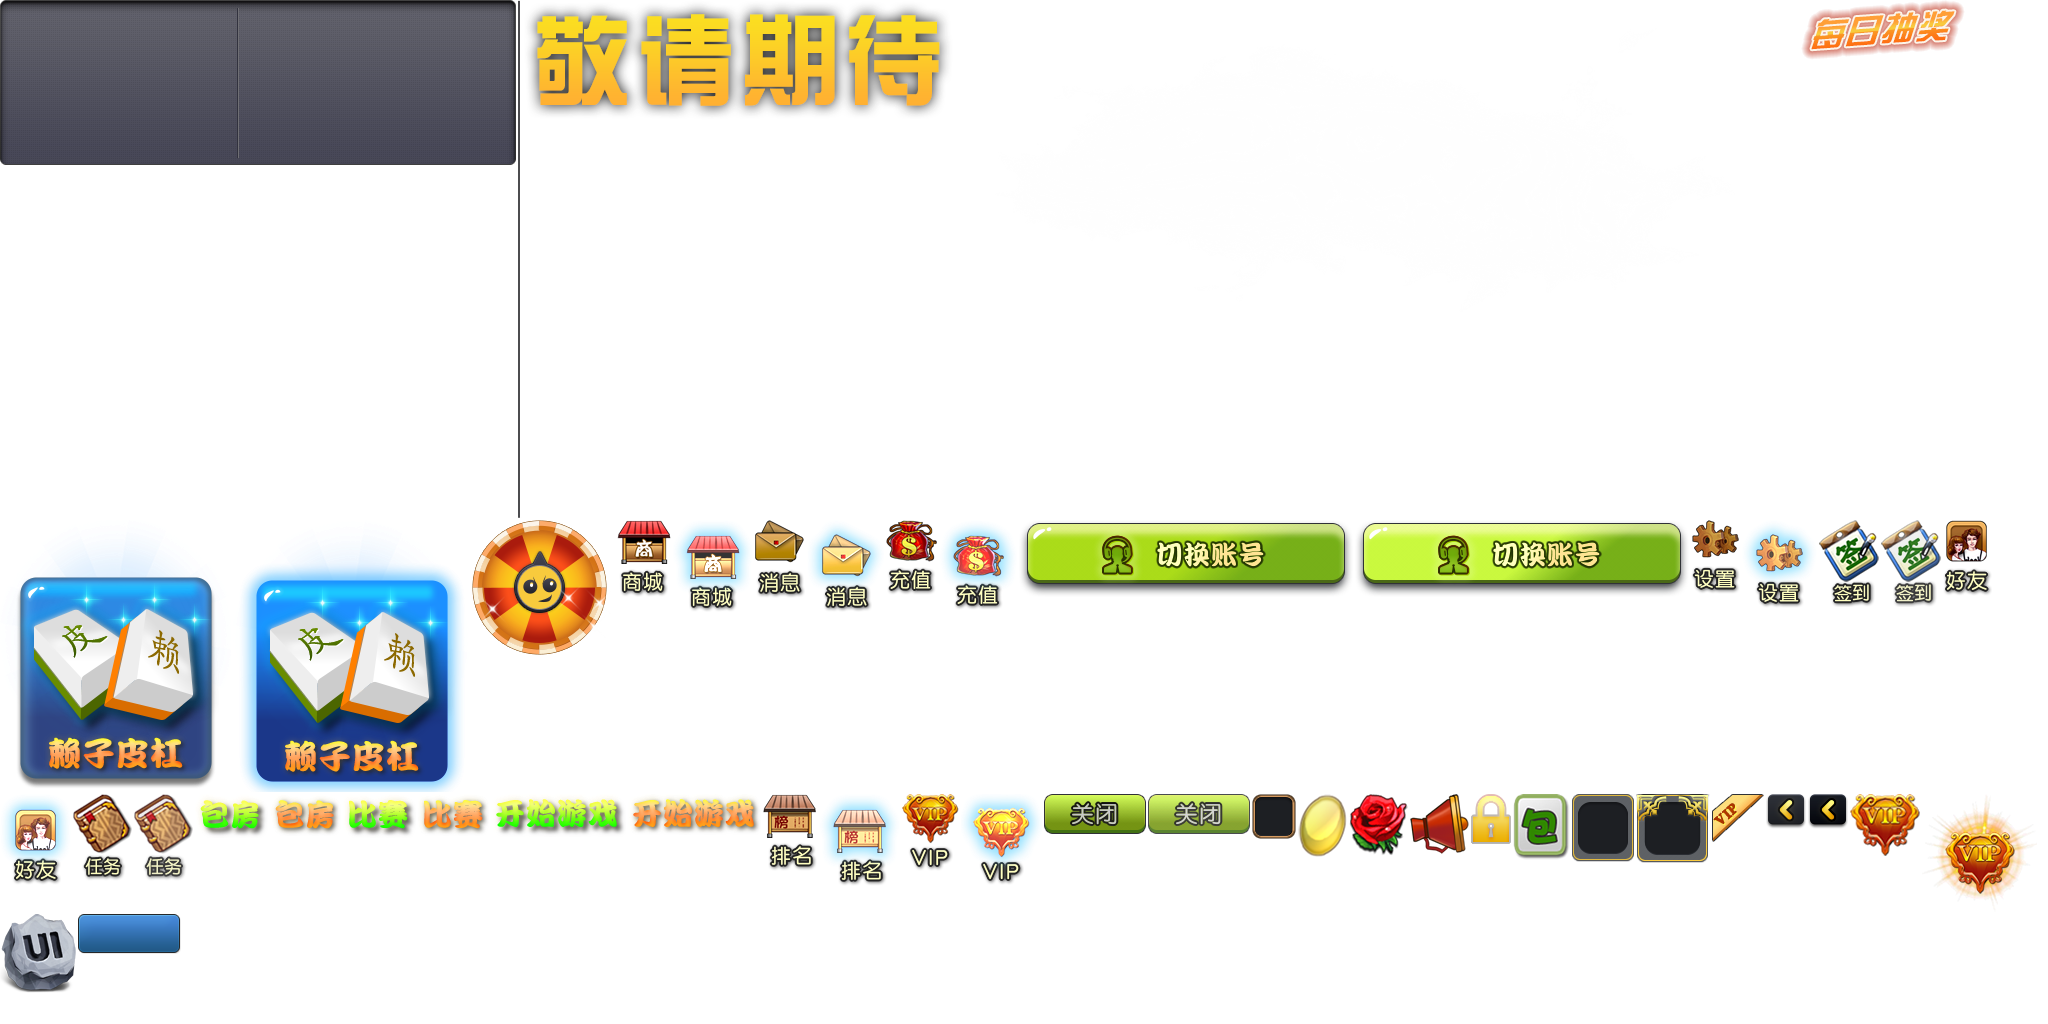 敬请期待
每日抽奖
商
商城
商
商城
消息
消息
$
充值
$
充值
切换账号
切换账号
设置
设置
签
签到
签
签到
好友
皮
赖
赖子皮杠
皮
赖
赖子皮杠
好友
任务
任务
包房
包房
比赛
比赛
开始游戏
开始游戏
榜
排名
榜
排名
VIP
VIP
VIP
VIP
关闭
关闭
包
VIP
VIP
VIP
UI